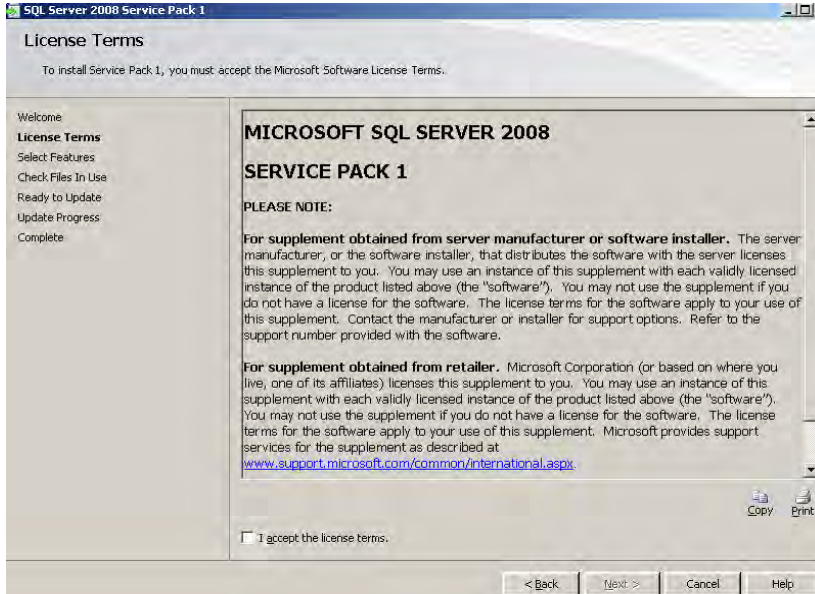 SQL Server 2008 Service Pack 1
License Terms
To install Service Pack 1, you must accept the Microsoft Software License Terms.
Welcome
License Terms
Select Features
Check Files In Use
Ready to Update
Update Progress
Complete
MICROSOFT SQL SERVER 2008
SERVICE PACK 1
PLEASE NOTE:
For supplement obtained from server manufacturer or software installer. The server
manufacturer, or the software installer, that distributes the software with the server licenses
this supplement to you. You may use an instance of this supplement with each validly licensed
instance of the product listed above (the "software"). You may not use the supplement if you
do not have a license for the software. The license terms for the software apply to your use of
this supplement. Contact the manufacturer or installer for support options. Refer to the
support number provided with the software.
For supplement obtained from retailer. Microsoft Corporation (or based on where you
live, one of its affiliates) licenses this supplement to you. You may use an instance of this
supplement with each validly licensed instance of the product listed above (the "software").
You may not use the supplement if you do not have a license for the software. The license
terms for the software apply to your use of this supplement. Microsoft provides support
services for the supplement as described at
www.support.microsoft.com/common/international.aspx.
Copy Print
I accept the license terms.
< Back Next > Cancel Help